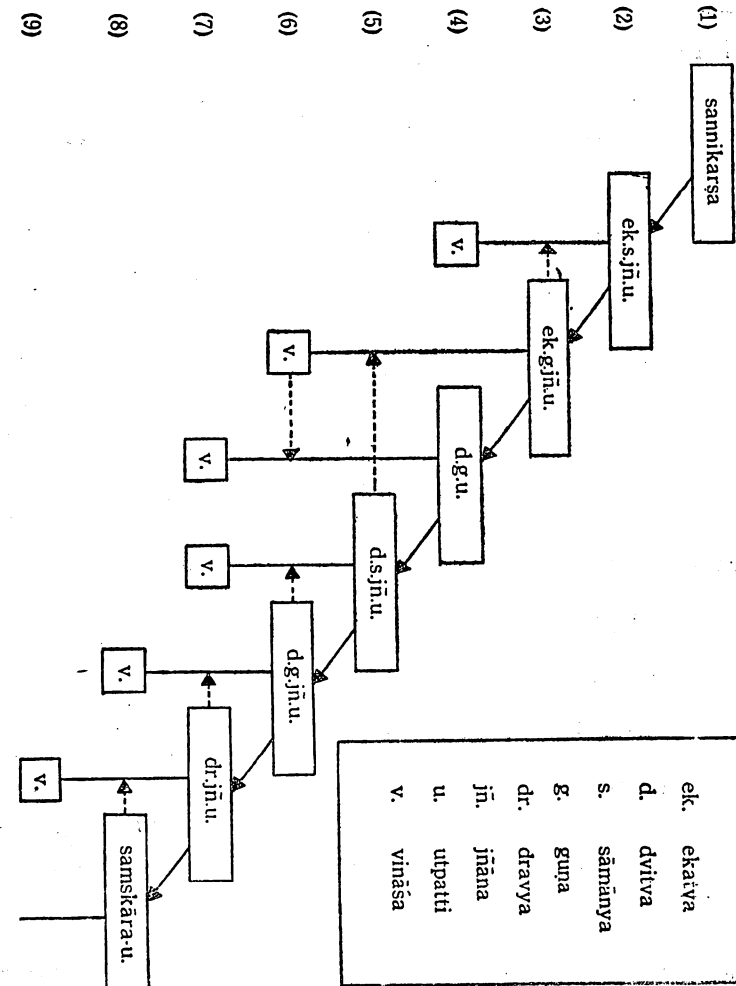 (1) sannikarṣa
(2) ek.s.jñ.u.
(3) ek.g.jñ.u.
(4) v. d.g.u.
(5) d.s.jñ.u.
(6) v. d.g.jñ.u.
(7) v. v. dr.jñ.u.
(8) v. samskāra-u.
(9) v.
ek. ekatva
d. dvitva
s. sāmānya
g. guṇa
dr. dravya
jñ. jñāna
u. utpatti
v. vināśa